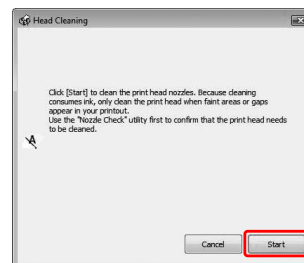 Head Cleaning
Click [Start] to clean the print head nozzles. Because cleaning
consumes ink, only clean the print head when faint areas or gaps
appear in your printout.
Use the "Nozzle Check" utility first to confirm that the print head needs
to be cleaned.
A
Cancel Start